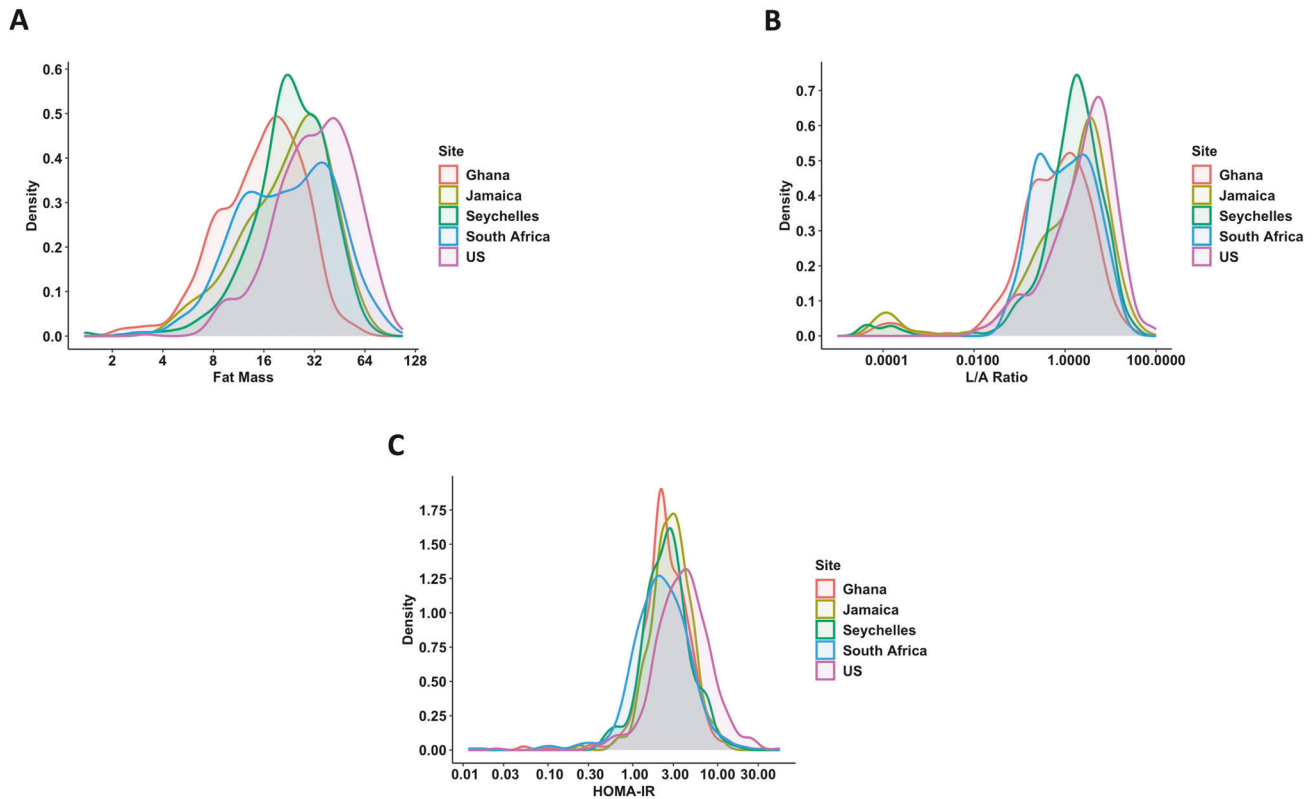 A
Density
0.6
0.5
0.4
0.3
0.2
0.1
0.0
2 4 8 16 32 64 128
Fat Mass
Site
Ghana
Jamaica
Seychelles
South Africa
US
B
Density
0.7
0.6
0.5
0.4
0.3
0.2
0.1
0.0
0.0001 0.0100 1.0000 100.0000
L/A Ratio
Site
Ghana
Jamaica
Seychelles
South Africa
US
C
Density
1.75
1.50
1.25
1.00
0.75
0.50
0.25
0.00
0.01 0.03 0.10 0.30 1.00 3.00 10.00 30.00
HOMA-IR
Site
Ghana
Jamaica
Seychelles
South Africa
US